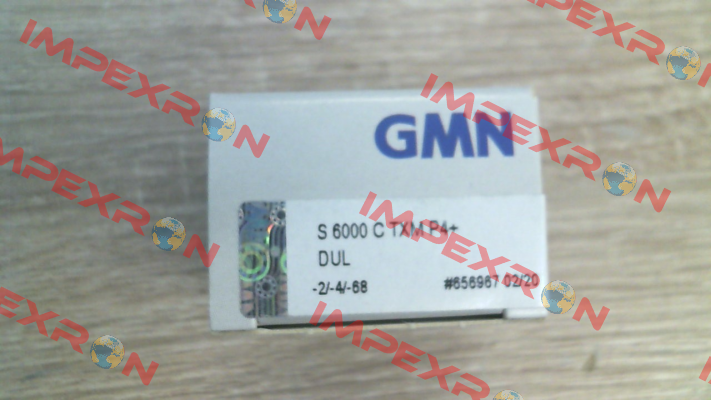 IMPEXRON
GMN
S 6000 C TXM P4+
DUL
-2/-4/-68 #656967 02/20
IMPEXRON
IMPEXRON
IMPEXRON
IMPEXRON
IMPEXRON
IMPEXRON